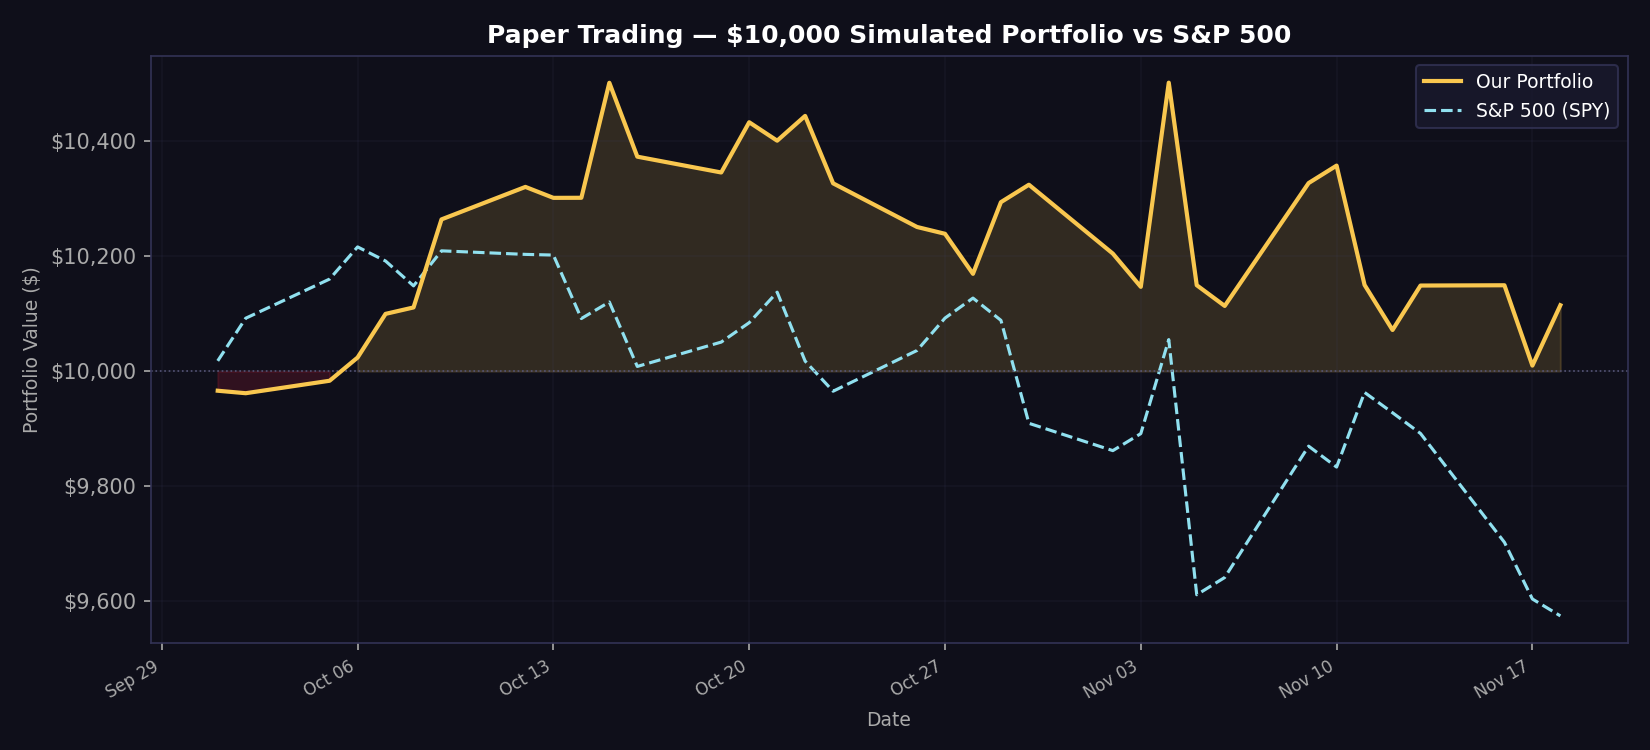 Paper Trading — $10,000 Simulated Portfolio vs S&P 500
Our Portfolio
S&P 500 (SPY)
Portfolio Value ($)
$10,400
$10,200
$10,000
$9,800
$9,600
Sep 29
Oct 06
Oct 13
Oct 20
Oct 27
Nov 03
Nov 10
Nov 17
Date